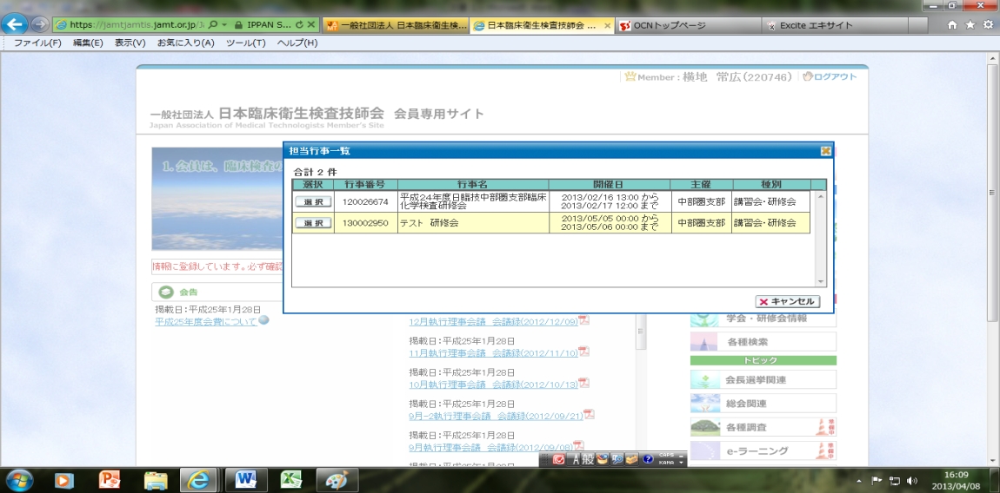 https://jamtjamtis.jamt.or.jp/J
IPPAN S...
一般社団法人 日本臨床衛生検...
日本臨床衛生検査技師会 ...
OCNトップページ
Excite エキサイト
ファイル(F) 編集(E) 表示(V) お気に入り(A) ツール(T) ヘルプ(H)
Member : 横地 常広(220746) ログアウト
一般社団法人 日本臨床衛生検査技師会 会員専用サイト
Japan Association of Medical Technologists Member's Site
1. 会員は、臨床検査の
担当行事一覧
合計 2 件
選択 行事番号 行事名 開催日 主催 種別
選 択 120026674 平成24年度日臨技中部圏支部臨床化学検査研修会 2013/02/16 13:00 から 2013/02/17 12:00 まで 中部圏支部 講習会・研修会
選 択 130002950 テスト 研修会 2013/05/05 00:00 から 2013/05/06 00:00 まで 中部圏支部 講習会・研修会
キャンセル
情報に登録しています。必ず確認
会告
掲載日：平成25年1月28日
平成25年度会費について
12月執行理事会議 会議録(2012/12/09)
掲載日：平成25年1月28日
11月執行理事会議 会議録(2012/11/10)
掲載日：平成25年1月28日
10月執行理事会議 会議録(2012/10/13)
掲載日：平成25年1月28日
9月-2執行理事会議 会議録(2012/09/21)
掲載日：平成25年1月28日
9月執行理事会議 会議録(2012/09/08)
掲載日：平成25年1月28日
学会・研修会情報
各種検索
トピック
会長選挙関連
総会関連
各種調査
準備中
e-ラーニング
準備中
A 般
CAPS
KANA
16:09
2013/04/08